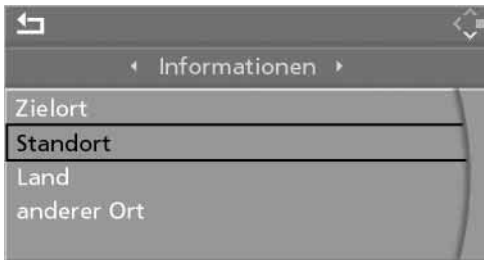 Informationen
Zielort
Standort
Land
anderer Ort